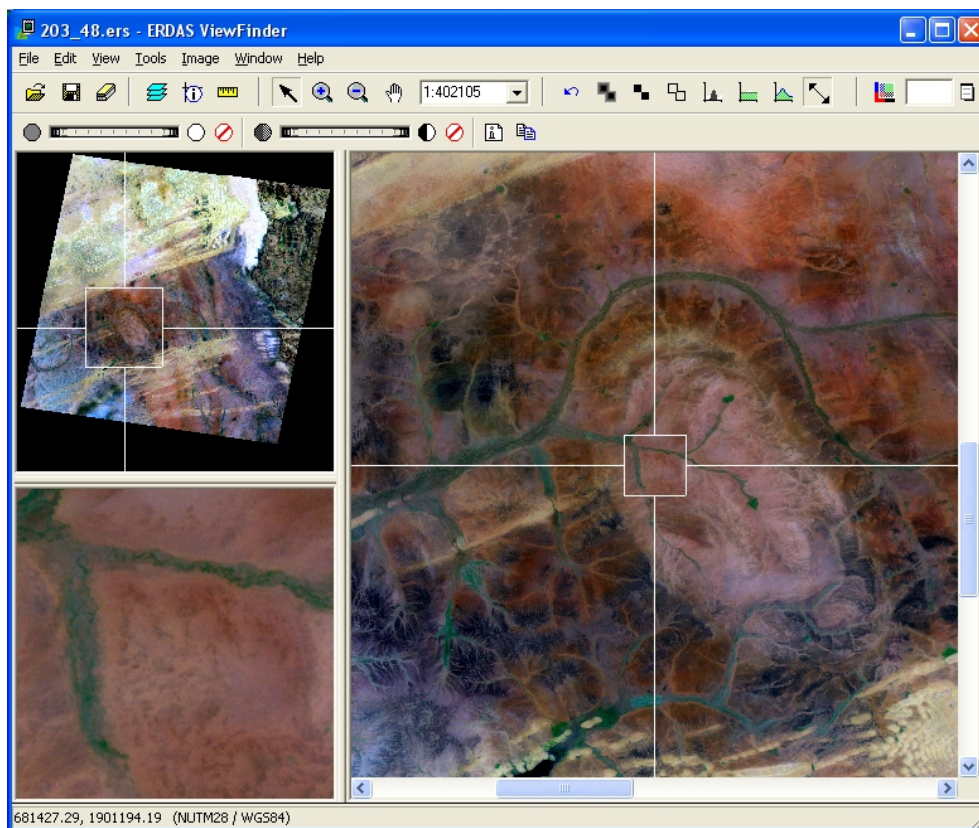 203_48.ers - ERDAS ViewFinder
File Edit View Tools Image Window Help
1:402105
681427.29, 1901194.19 (NUTM28 / WGS84)